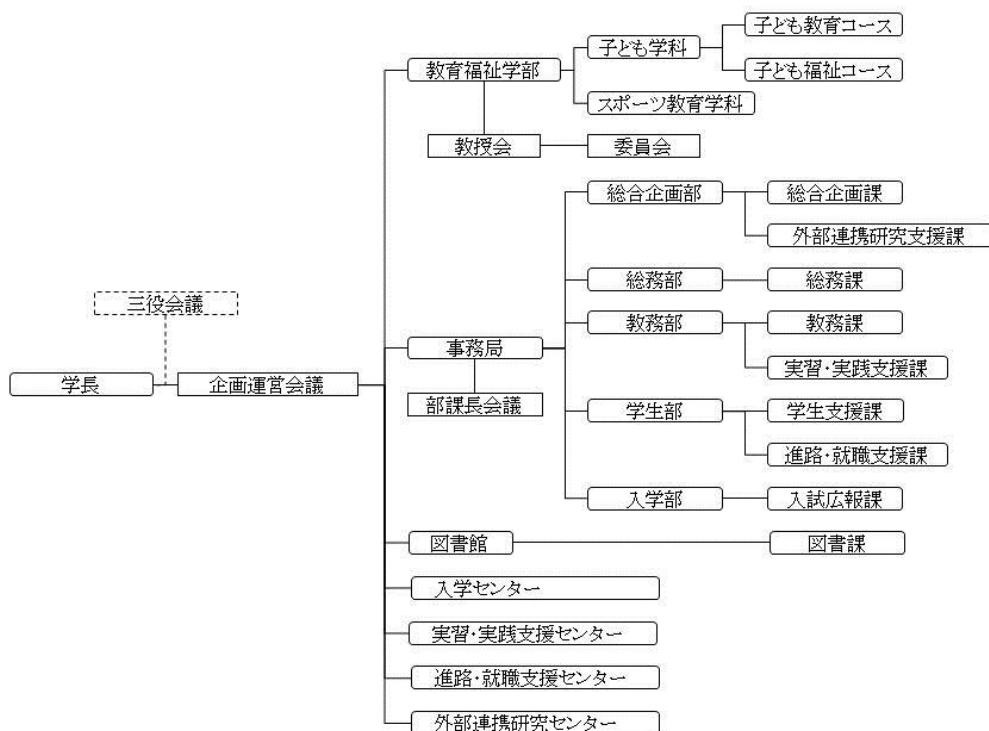 子ども教育コース
子ども学科
教育福祉学部
子ども福祉コース
スポーツ教育学科
教授会
委員会
総合企画部
総合企画課
外部連携研究支援課
三役会議
総務部
総務課
教務部
教務課
事務局
実習・実践支援課
学長
企画運営会議
部課長会議
学生部
学生支援課
進路・就職支援課
入学部
入試広報課
図書館
図書課
入学センター
実習・実践支援センター
進路・就職支援センター
外部連携研究センター